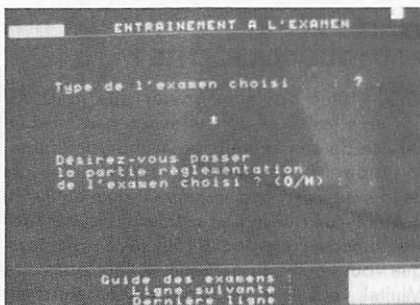 ENTRAINEMENT A L'EXAMEN
Type de l'examen choisi : ?
*
Désirez-vous passer
la partie règlementation
de l'examen choisi ? (O/N) :
Guide des examens :
Ligne suivante :
Dernière ligne